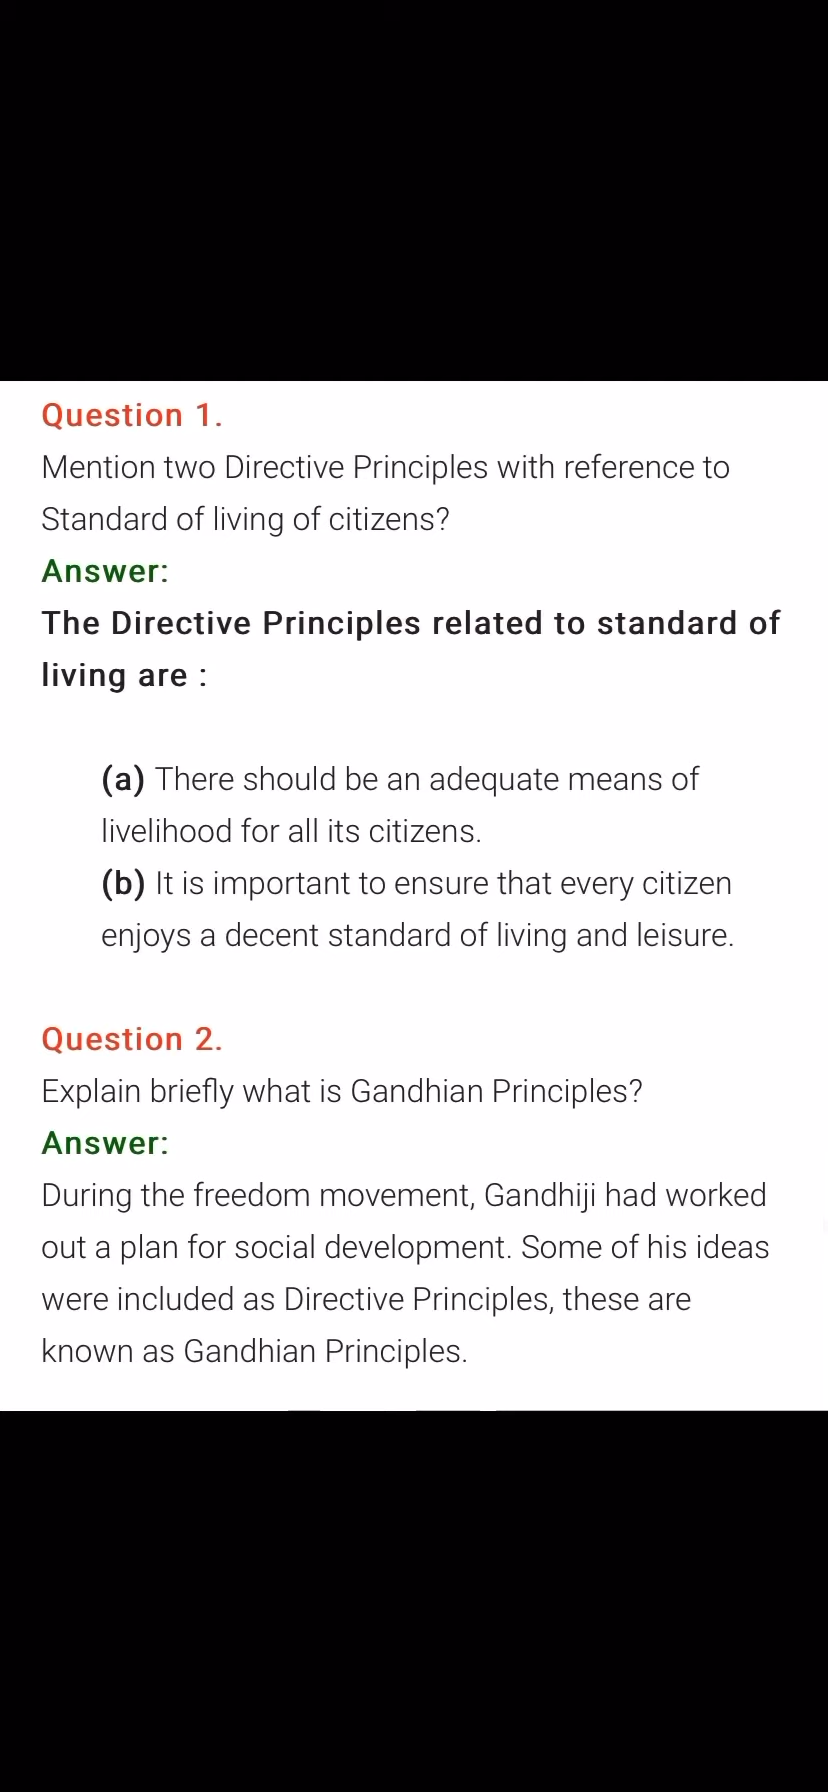 Question 1.
Mention two Directive Principles with reference to
Standard of living of citizens?
Answer:
The Directive Principles related to standard of
living are :
(a) There should be an adequate means of
livelihood for all its citizens.
(b) It is important to ensure that every citizen
enjoys a decent standard of living and leisure.
Question 2.
Explain briefly what is Gandhian Principles?
Answer:
During the freedom movement, Gandhiji had worked
out a plan for social development. Some of his ideas
were included as Directive Principles, these are
known as Gandhian Principles.